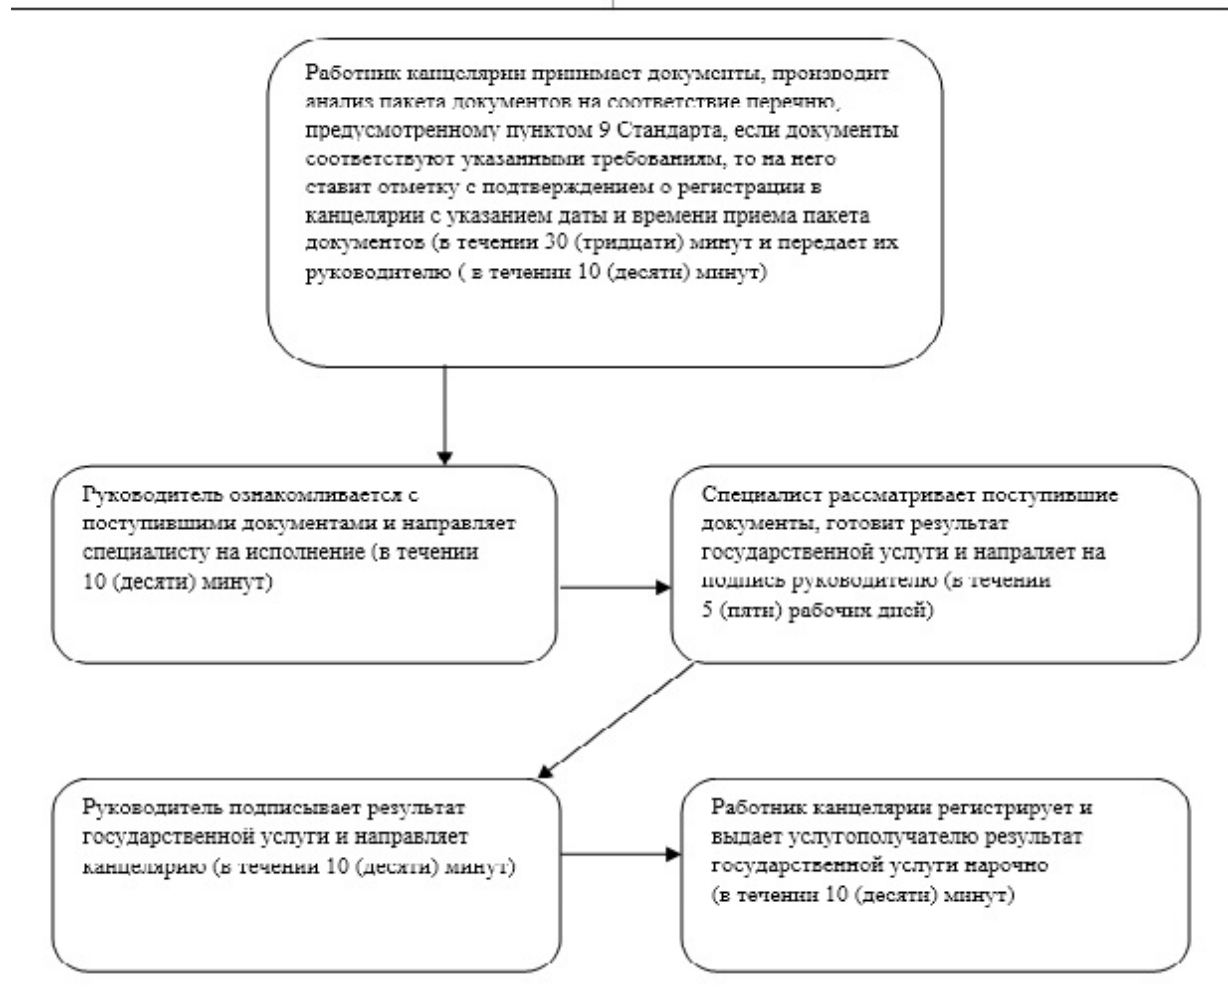 Работник канцелярии принимает документы, производит
анализ пакета документов на соответствие перечню,
предусмотренному пунктом 9 Стандарта, если документы
соответствуют указанными требованиям, то на него
ставит отметку с подтверждением о регистрации в
канцелярии с указанием даты и времени приема пакета
документов (в течении 30 (тридцати) минут и передает их
руководителю ( в течении 10 (десяти) минут)
Руководитель ознакомливается с
поступившими документами и направляет
специалисту на исполнение (в течении
10 (десяти) минут)
Специалист рассматривает поступившие
документы, готовит результат
государственной услуги и напраляет на
подпись руководителю (в течении
5 (пяти) рабочих дней)
Руководитель подписывает результат
государственной услуги и направляет
канцелярию (в течении 10 (десяти) минут)
Работник канцелярии регистрирует и
выдает услугополучателю результат
государственной услуги нарочно
(в течении 10 (десяти) минут)